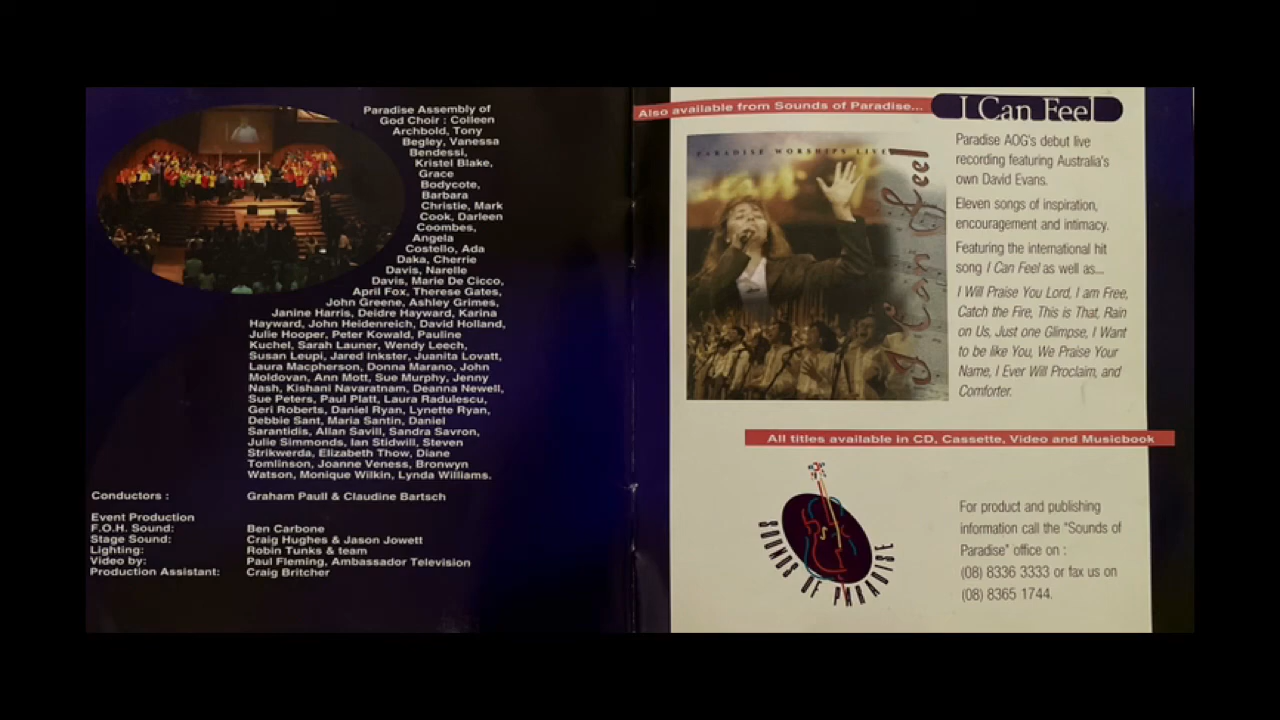 Paradise Assembly of
God Choir : Colleen
Archbold, Tony
Begley, Vanessa
Bendessi,
Kristel Blake,
Grace
Bodycote,
Barbara
Christie, Mark
Cook, Darleen
Coombes,
Angela
Costello, Ada
Daka, Cherrie
Davis, Narelle
Davis, Marie De Cicco,
April Fox, Therese Gates,
John Greene, Ashley Grimes,
Janine Harris, Deidre Hayward, Karina
Hayward, John Heidenreich, David Holland,
Julie Hooper, Peter Kowald, Pauline
Kuchel, Sarah Launer, Wendy Leech,
Susan Leupi, Jared Inkster, Juanita Lovatt,
Laura Macpherson, Donna Marano, John
Moldovan, Ann Mott, Sue Murphy, Jenny
Nash, Kishani Navaratnam, Deanna Newell,
Sue Peters, Paul Platt, Laura Radulescu,
Geri Roberts, Daniel Ryan, Lynette Ryan,
Debbie Sant, Maria Santin, Daniel
Sarantidis, Allan Savill, Sandra Savron,
Julie Simmonds, Ian Stidwill, Steven
Strikwerda, Elizabeth Thow, Diane
Tomlinson, Joanne Veness, Bronwyn
Watson, Monique Wilkin, Lynda Williams.
Conductors : Graham Paull & Claudine Bartsch
Event Production
F.O.H. Sound: Ben Carbone
Stage Sound: Craig Hughes & Jason Jowett
Lighting: Robin Tunks & team
Video by: Paul Fleming, Ambassador Television
Production Assistant: Craig Britcher
Also available from Sounds of Paradise...
I Can Feel
PARADISE WORSHIPS LIVE
I Can Feel
Paradise AOG's debut live
recording featuring Australia's
own David Evans.
Eleven songs of inspiration,
encouragement and intimacy.
Featuring the international hit
song I Can Feel as well as...
I Will Praise You Lord, I am Free,
Catch the Fire, This is That, Rain
on Us, Just one Glimpse, I Want
to be like You, We Praise Your
Name, I Ever Will Proclaim, and
Comforter.
All titles available in CD, Cassette, Video and Musicbook
SOUNDS OF PARADISE
For product and publishing
information call the "Sounds of
Paradise" office on :
(08) 8336 3333 or fax us on
(08) 8365 1744.